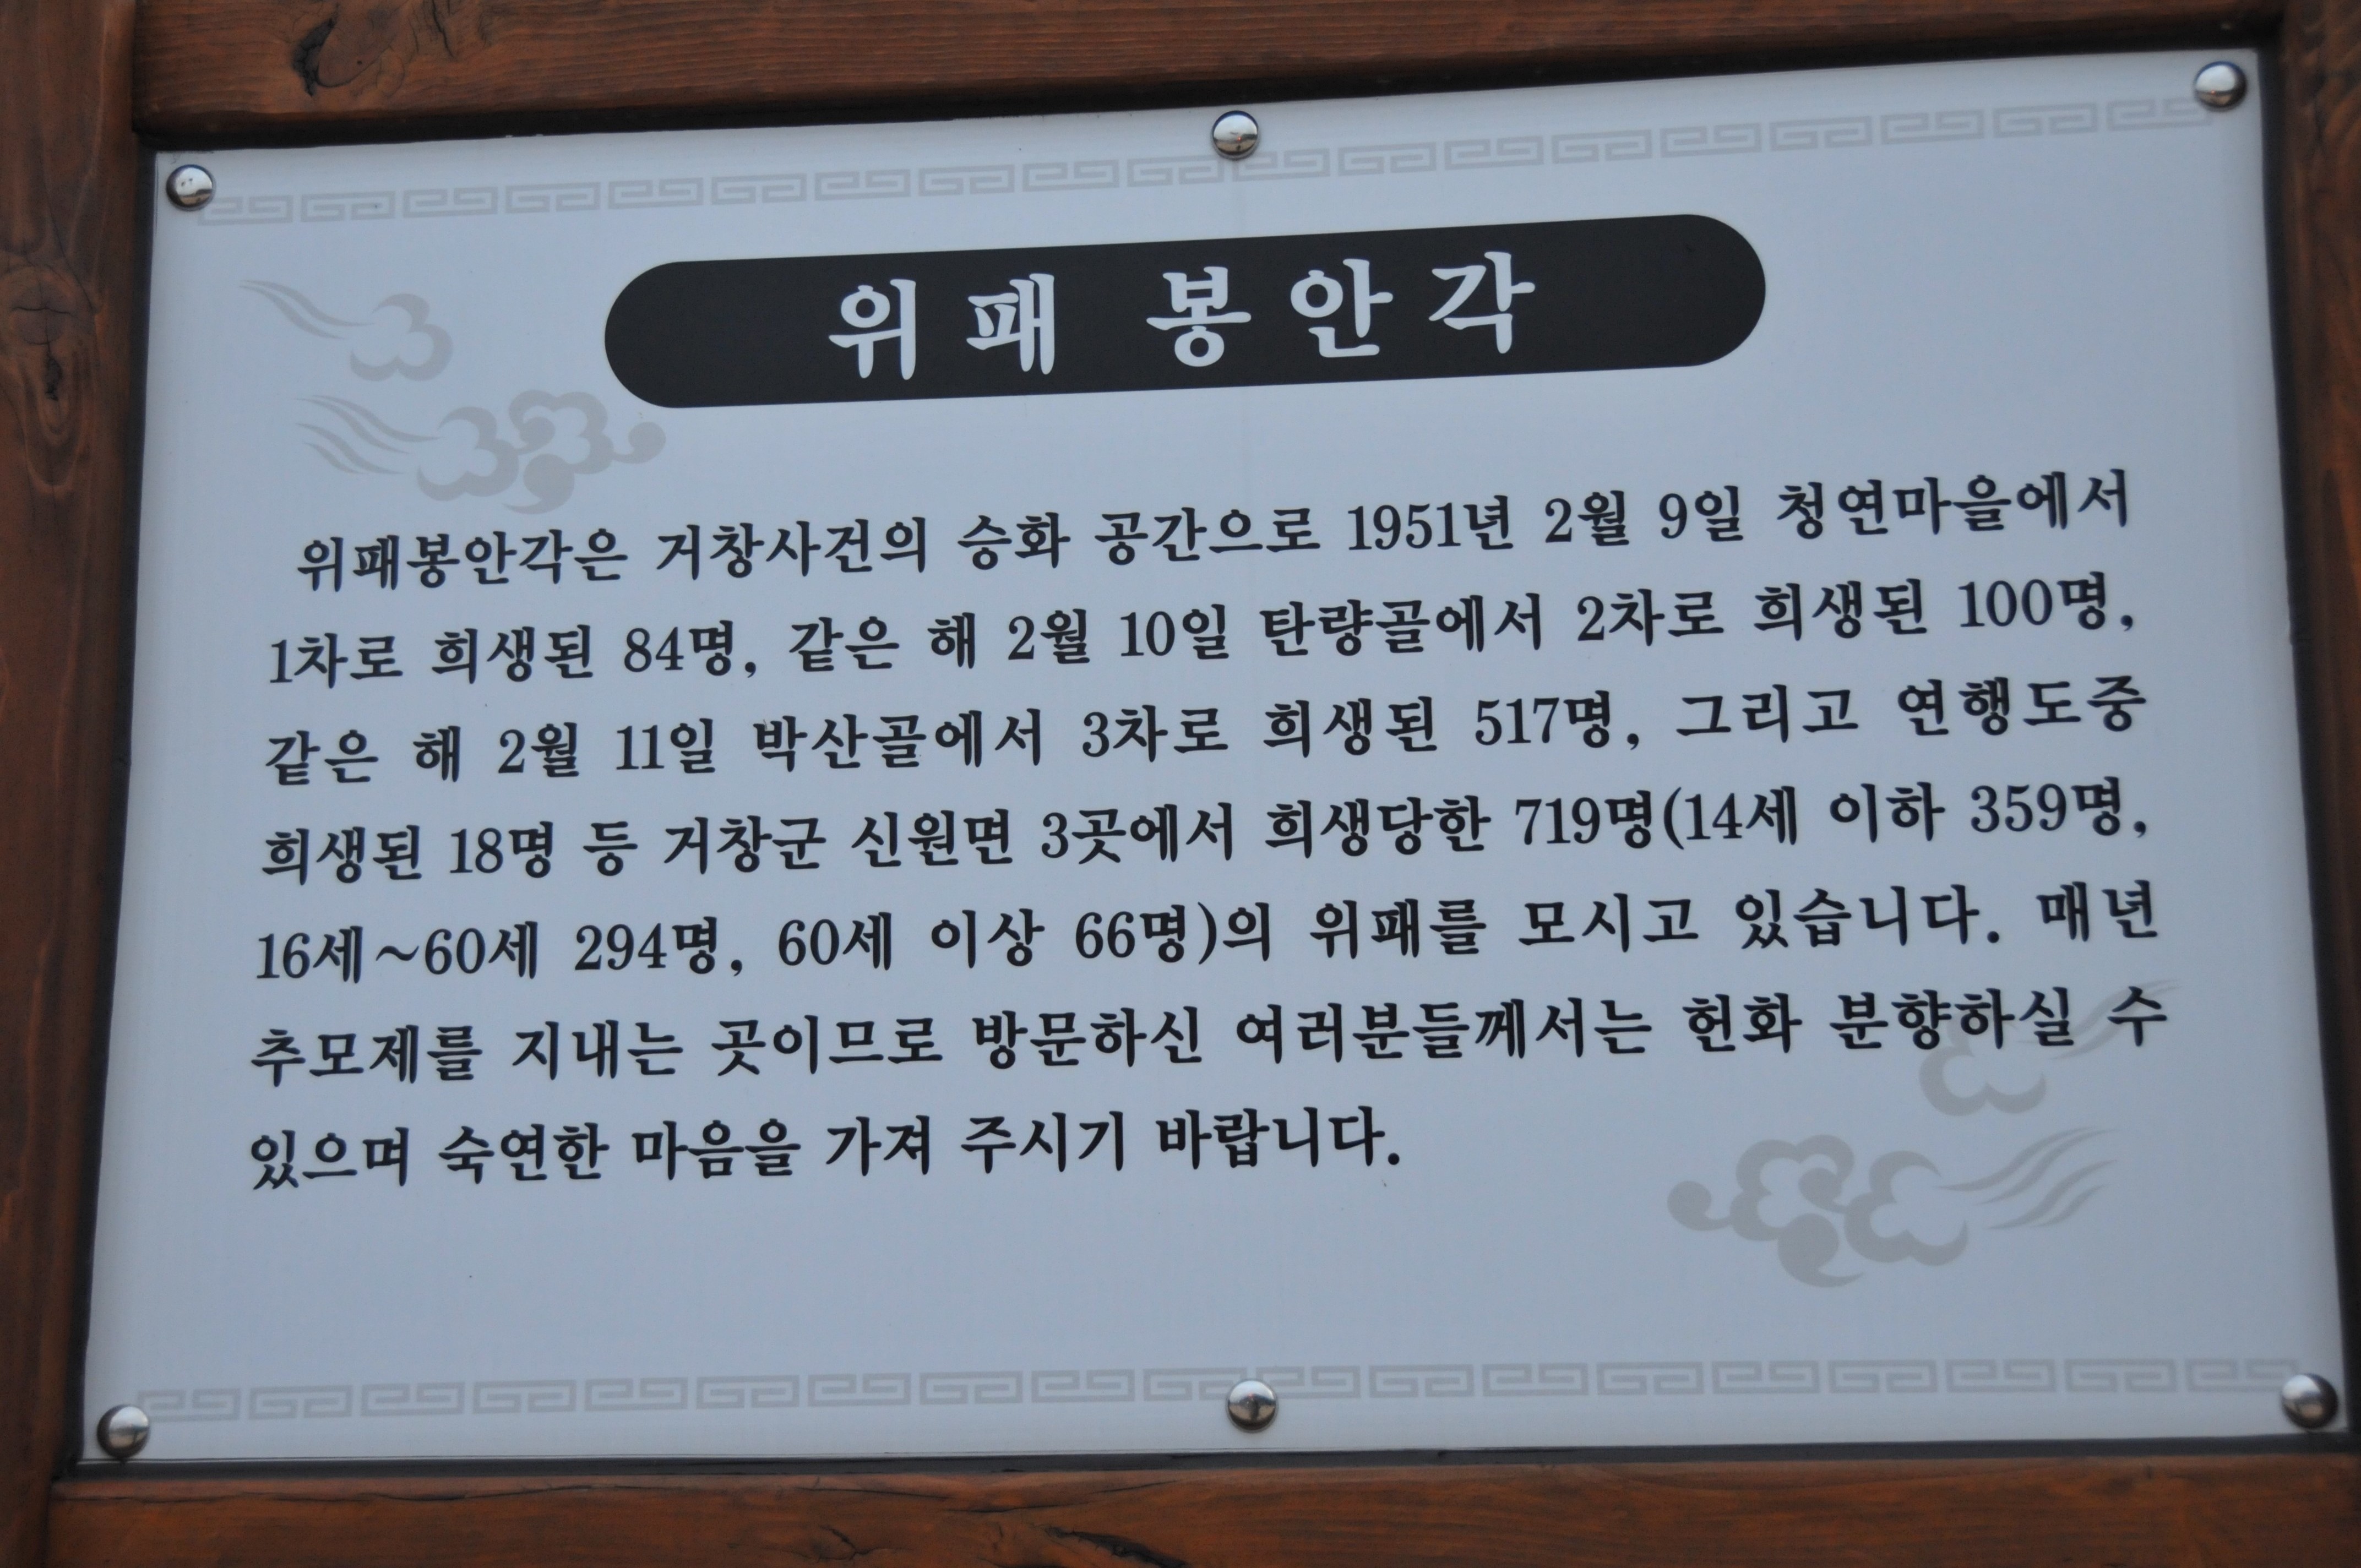 위패 봉안각
위패봉안각은 거창사건의 승화 공간으로 1951년 2월 9일 청연마을에서
1차로 희생된 84명, 같은 해 2월 10일 탄량골에서 2차로 희생된 100명,
같은 해 2월 11일 박산골에서 3차로 희생된 517명, 그리고 연행도중
희생된 18명 등 거창군 신원면 3곳에서 희생당한 719명(14세 이하 359명,
16세~60세 294명, 60세 이상 66명)의 위패를 모시고 있습니다. 매년
추모제를 지내는 곳이므로 방문하신 여러분들께서는 헌화 분향하실 수
있으며 숙연한 마음을 가져 주시기 바랍니다.